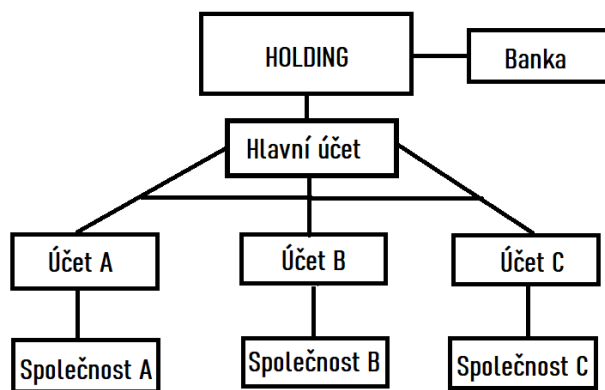 HOLDING
Banka
Hlavní účet
Účet A
Účet B
Účet C
Společnost A
Společnost B
Společnost C